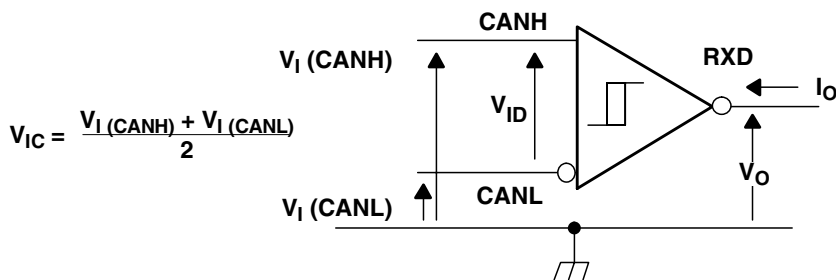 CANH
V_I (CANH)
RXD
I_O
V_ID
V_IC = V_I (CANH) + V_I (CANL)
2
V_O
CANL
V_I (CANL)